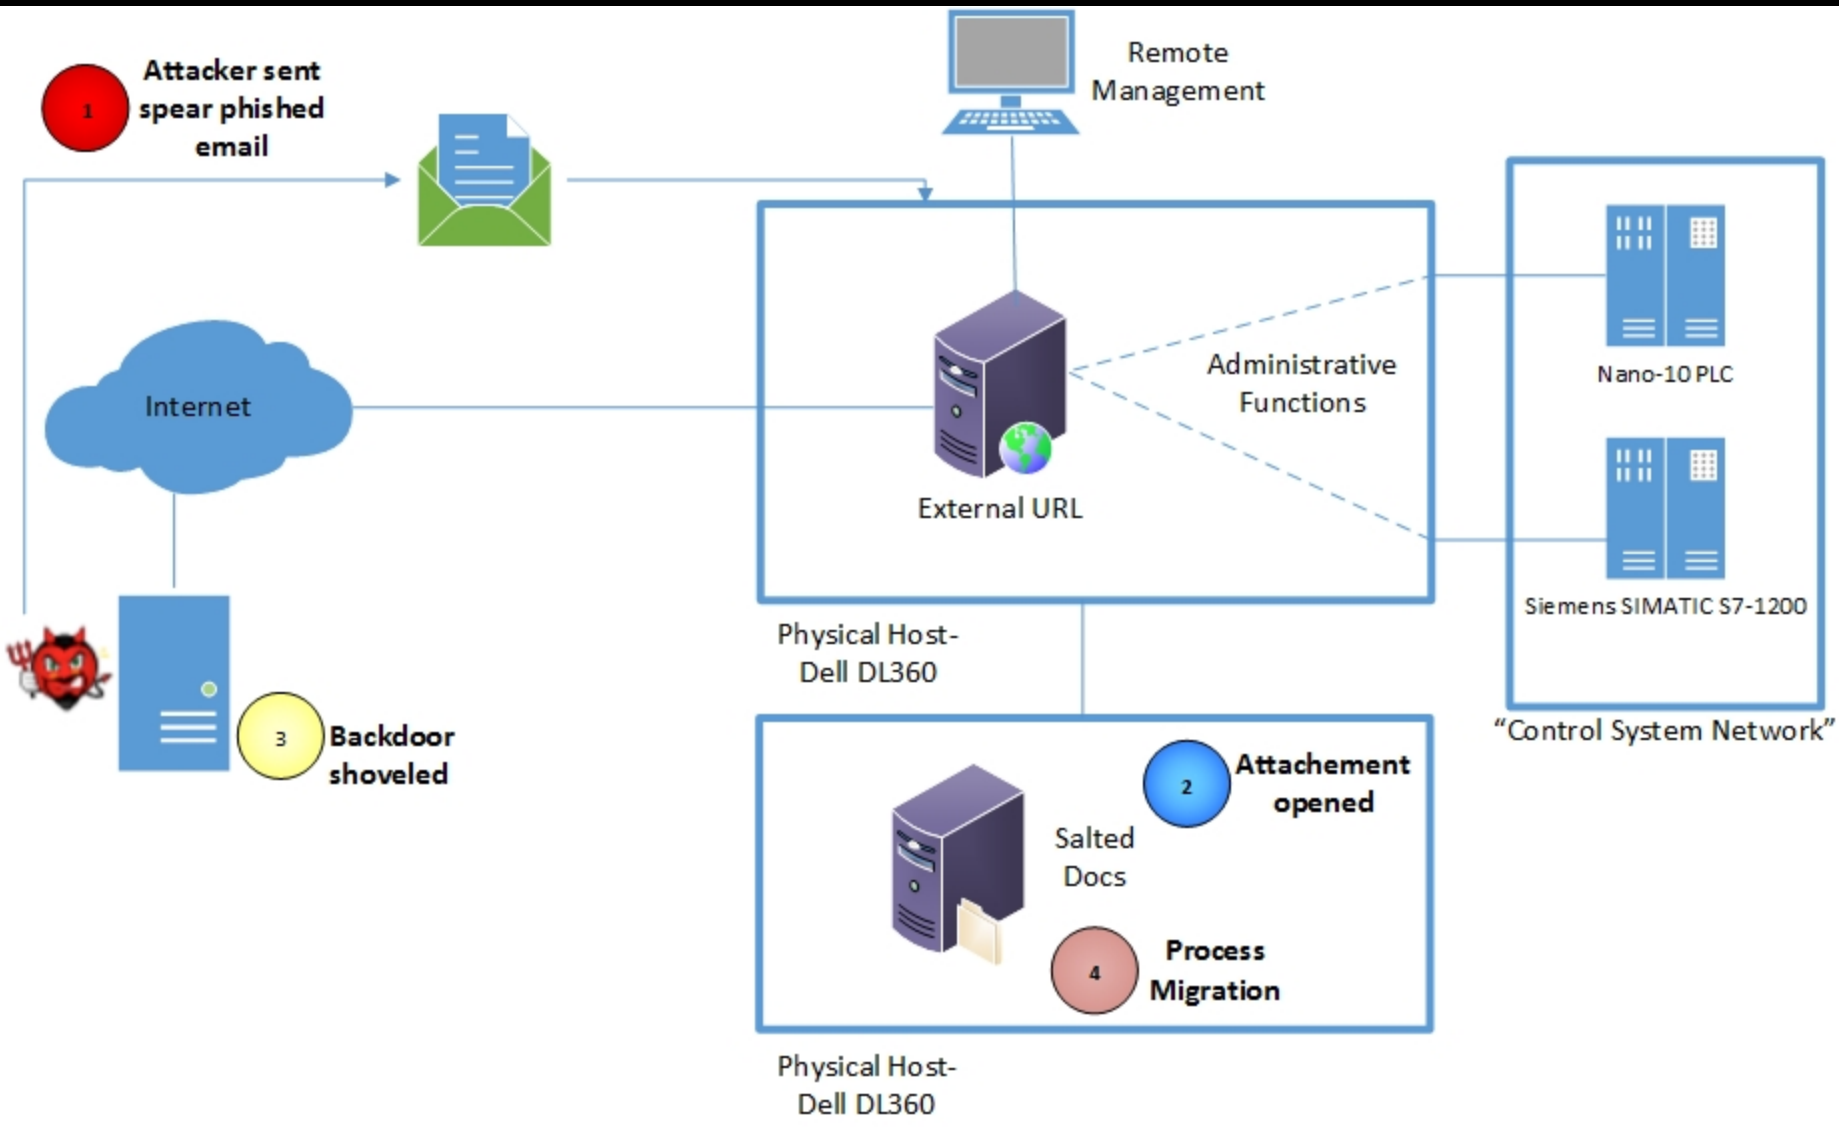 1
Attacker sent
spear phished
email
Remote
Management
Internet
External URL
Administrative
Functions
Nano-10 PLC
Siemens SIMATIC S7-1200
"Control System Network"
Physical Host-
Dell DL360
3
Backdoor
shoveled
2
Attachement
opened
Salted
Docs
4
Process
Migration
Physical Host-
Dell DL360